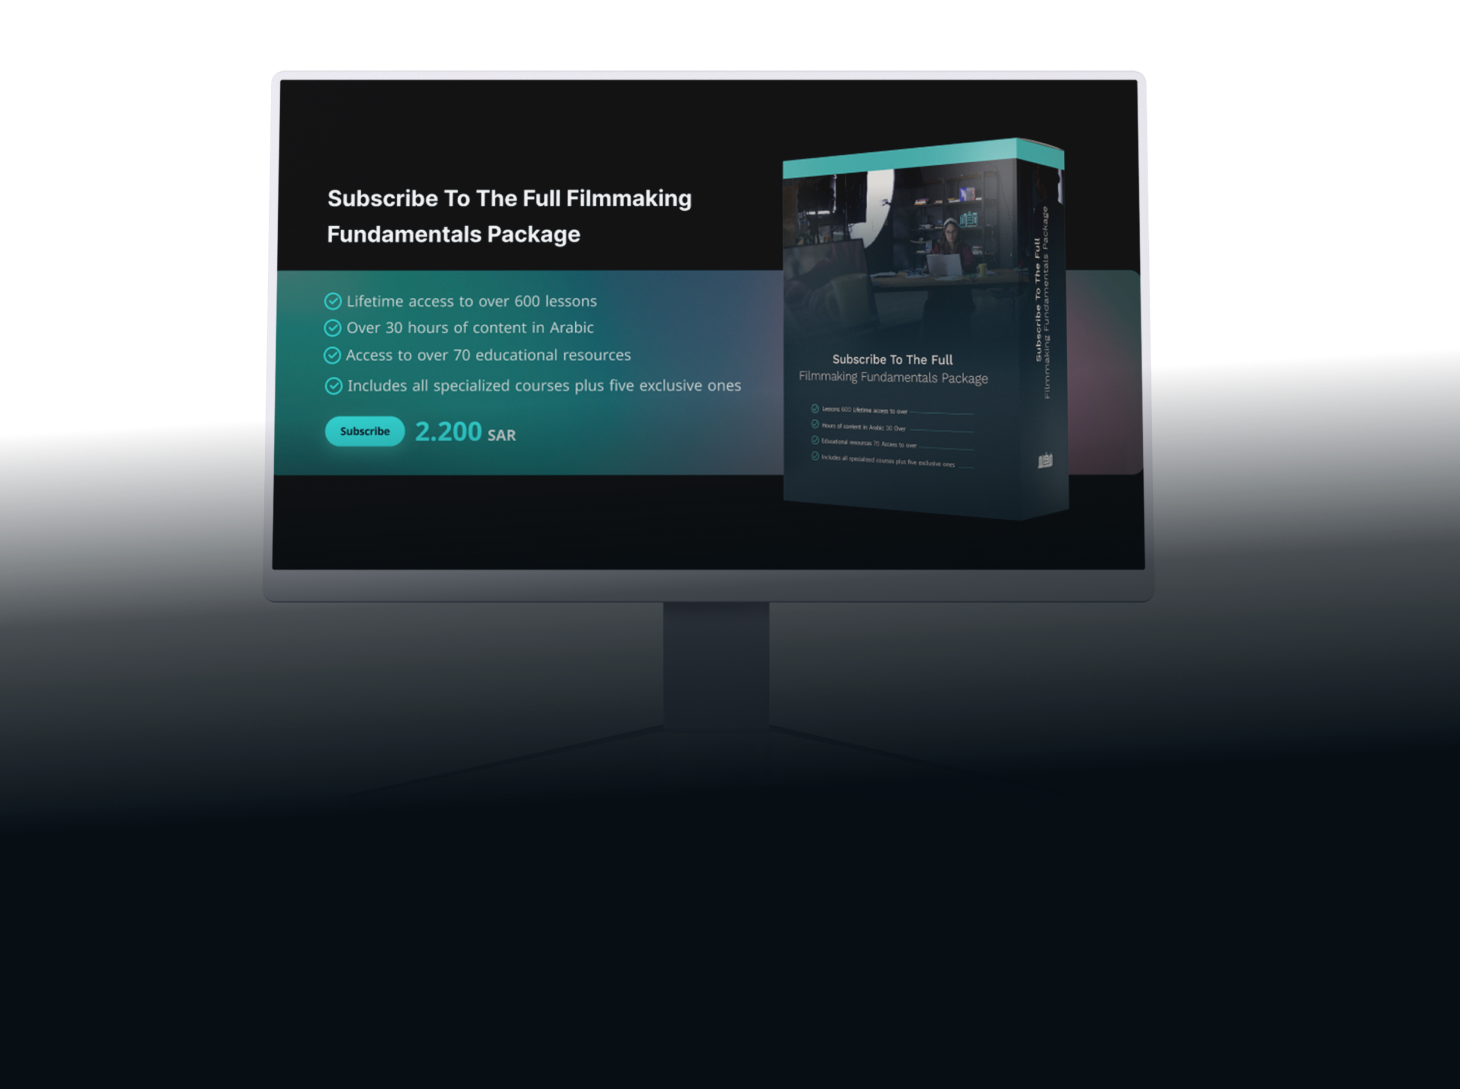 Subscribe To The Full Filmmaking
Fundamentals Package
Lifetime access to over 600 lessons
Over 30 hours of content in Arabic
Access to over 70 educational resources
Includes all specialized courses plus five exclusive ones
Subscribe 2.200 SAR
Subscribe To The Full
Filmmaking Fundamentals Package
Lessons 600 Lifetime access to over
Hours of content in Arabic 30 Over
Educational resources 70 Access to over
Includes all specialized courses plus five exclusive ones
Subscribe To The Full
Filmmaking Fundamentals Package